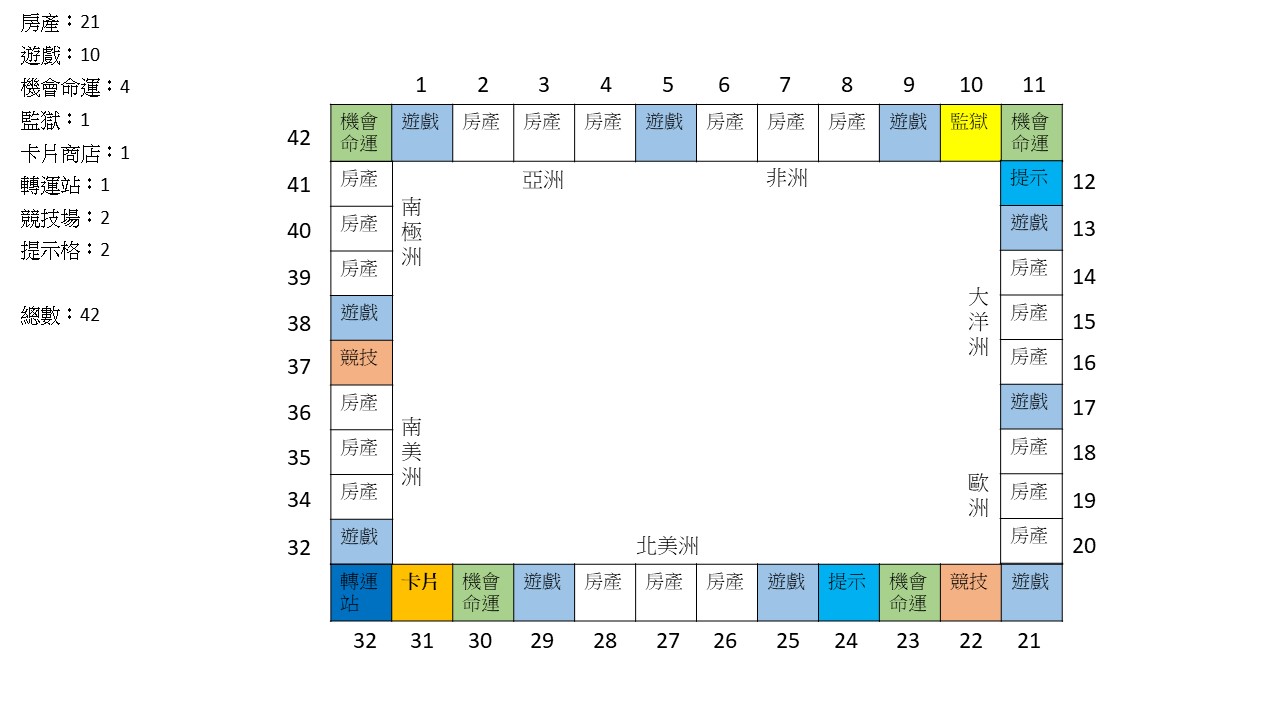 房產：21
遊戲：10
機會命運：4
監獄：1
卡片商店：1
轉運站：1
競技場：2
提示格：2
總數：42
1 2 3 4 5 6 7 8 9 10 11
42 機會 遊戲 房產 房產 房產 遊戲 房產 房產 房產 遊戲 監獄 機會
命運 命運
41 房產 亞洲 非洲 提示 12
40 房產 南極洲 遊戲 13
39 房產 房產 14
38 遊戲 大洋洲 房產 15
37 競技 房產 16
36 房產 遊戲 17
35 房產 南美洲 房產 18
34 房產 歐洲 房產 19
32 遊戲 北美洲 房產 20
轉運 卡片 機會 遊戲 房產 房產 房產 遊戲 提示 機會 競技 遊戲
站 命運 命運
32 31 30 29 28 27 26 25 24 23 22 21